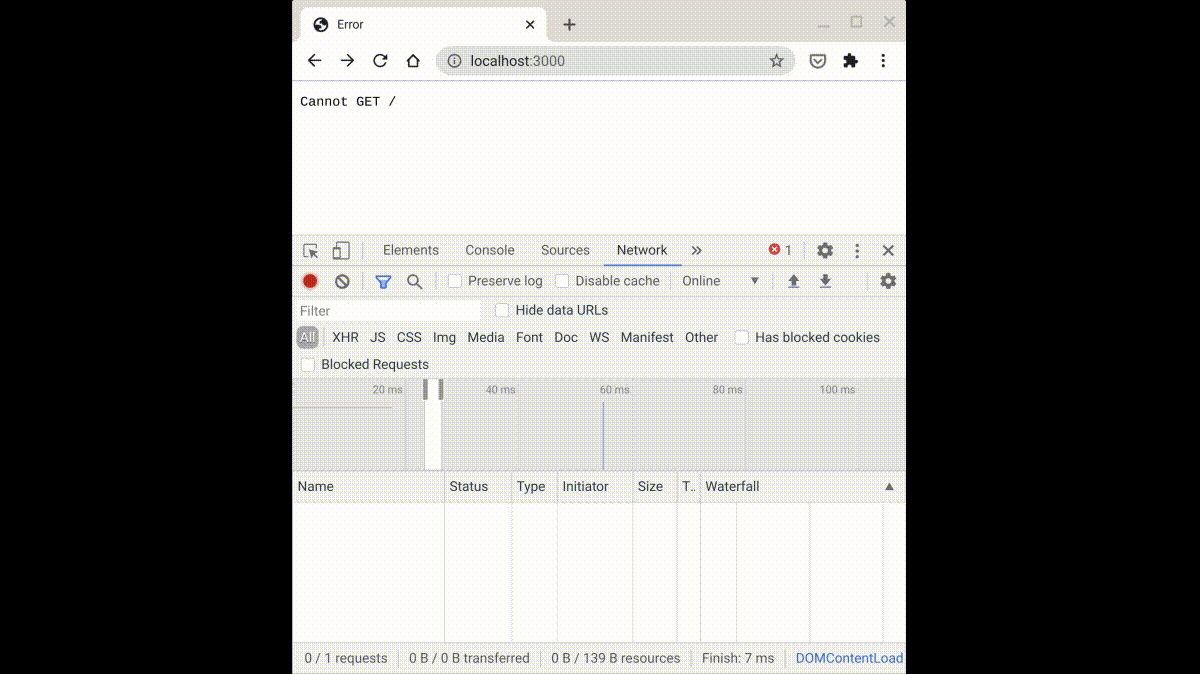 Error
localhost:3000
Cannot GET /
Elements Console Sources Network 1
Preserve log Disable cache Online
Filter Hide data URLs
All XHR JS CSS Img Media Font Doc WS Manifest Other Has blocked cookies
Blocked Requests
20 ms 40 ms 60 ms 80 ms 100 ms
Name Status Type Initiator Size T.. Waterfall
0 / 1 requests 0 B / 0 B transferred 0 B / 139 B resources Finish: 7 ms DOMContentLoad